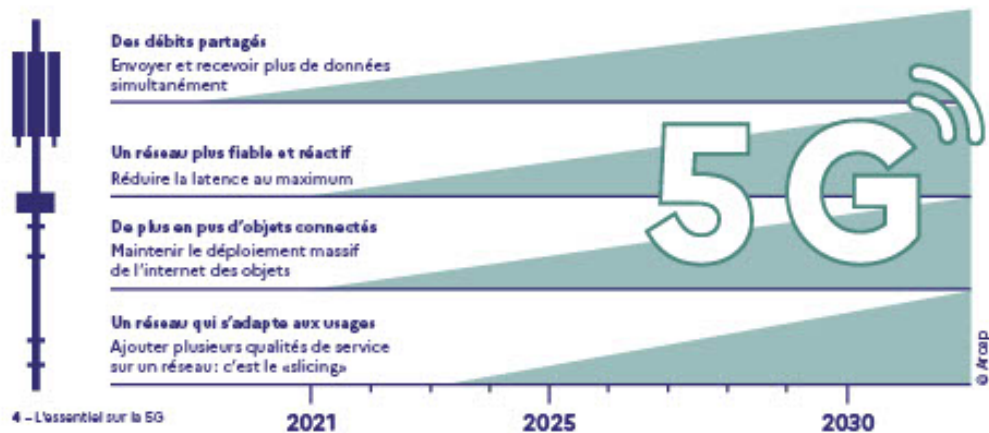 Des débits partagés
Envoyer et recevoir plus de données
simultanément
Un réseau plus fiable et réactif
Réduire la latence au maximum
De plus en pus d'objets connectés
Maintenir le déploiement massif
de l'internet des objets
Un réseau qui s'adapte aux usages
Ajouter plusieurs qualités de service
sur un réseau: c'est le «slicing»
5G
© Arcep
2021
2025
2030
4 – L'essentiel sur la 5G